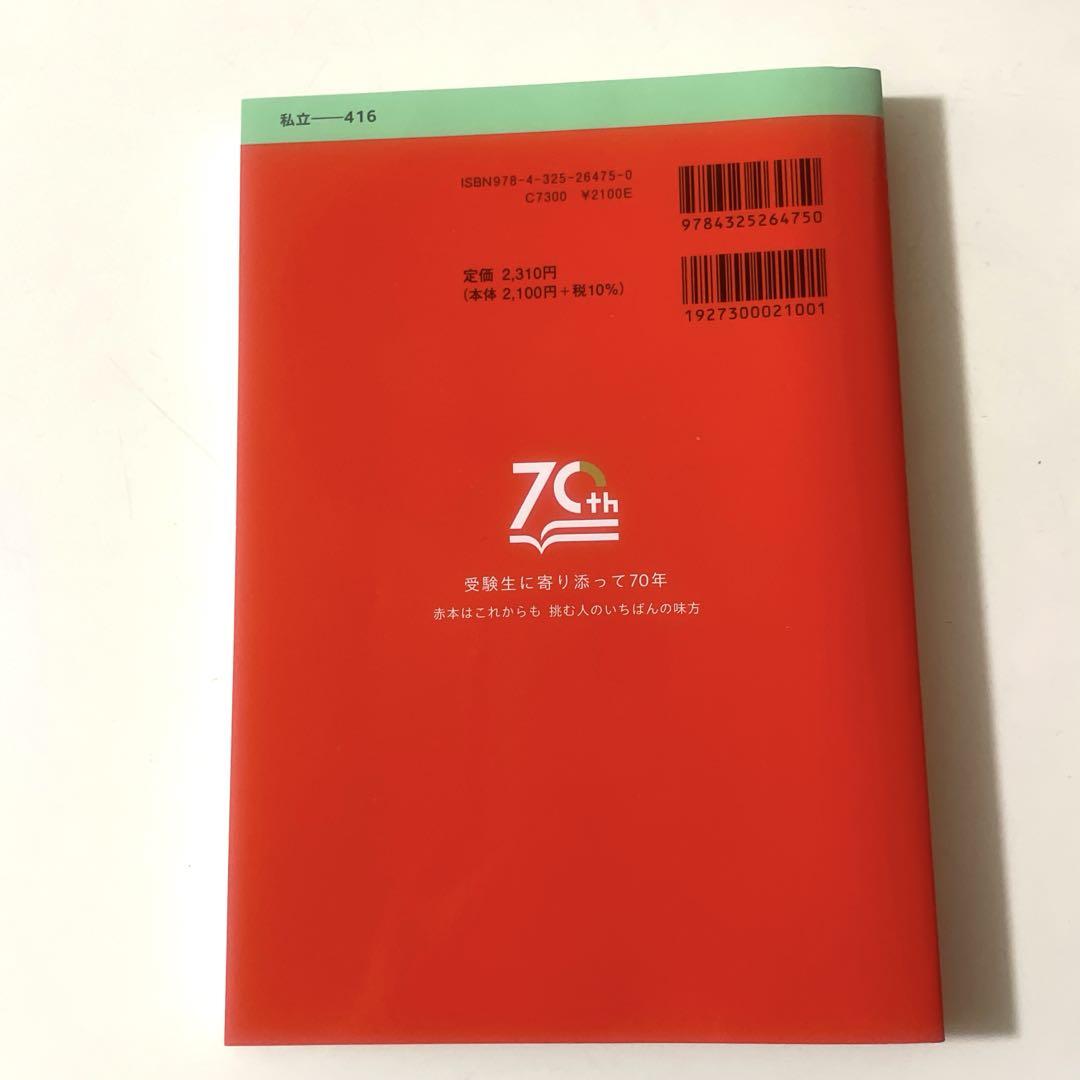 私立――416
ISBN978-4-325-26475-0
C7300 ¥2100E
9784325264750
定価 2,310円
(本体 2,100円+税10%)
1927300021001
70th
受験生に寄り添って70年
赤本はこれからも 挑む人のいちばんの味方